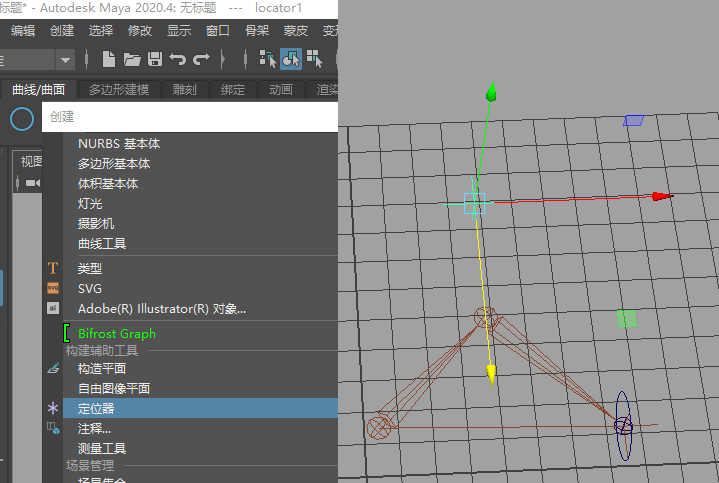 标题* - Autodesk Maya 2020.4: 无标题 --- locator1
编辑 创建 选择 修改 显示 窗口 骨架 蒙皮
曲线/曲面 多边形建模 雕刻 绑定 动画 渲染
创建
视图
NURBS 基本体
多边形基本体
体积基本体
灯光
摄影机
曲线工具
T 类型
SVG SVG
ai Adobe(R) Illustrator(R) 对象...
Bifrost Graph
构建辅助工具
构造平面
自由图像平面
定位器
注释...
测量工具
场景管理